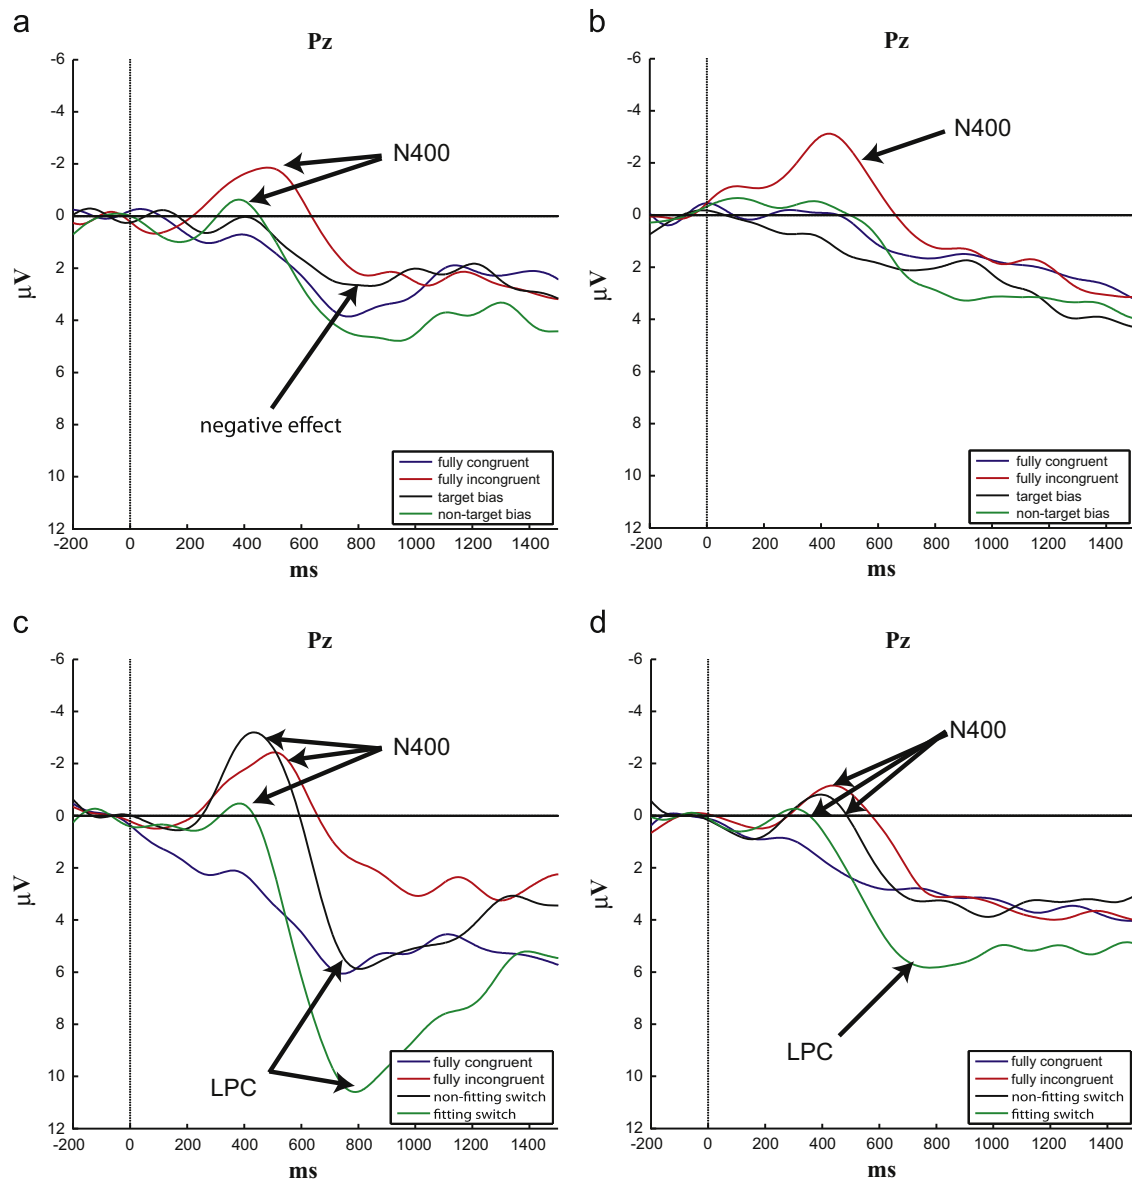 a
Pz
-6
-4
-2
0
2
4
6
8
10
12
μV
N400
negative effect
fully congruent
fully incongruent
target bias
non-target bias
-200 0 200 400 600 800 1000 1200 1400
ms
b
Pz
-6
-4
-2
0
2
4
6
8
10
12
μV
N400
fully congruent
fully incongruent
target bias
non-target bias
-200 0 200 400 600 800 1000 1200 1400
ms
c
Pz
-6
-4
-2
0
2
4
6
8
10
12
μV
N400
LPC
fully congruent
fully incongruent
non-fitting switch
fitting switch
-200 0 200 400 600 800 1000 1200 1400
ms
d
Pz
-6
-4
-2
0
2
4
6
8
10
12
μV
N400
LPC
fully congruent
fully incongruent
non-fitting switch
fitting switch
-200 0 200 400 600 800 1000 1200 1400
ms